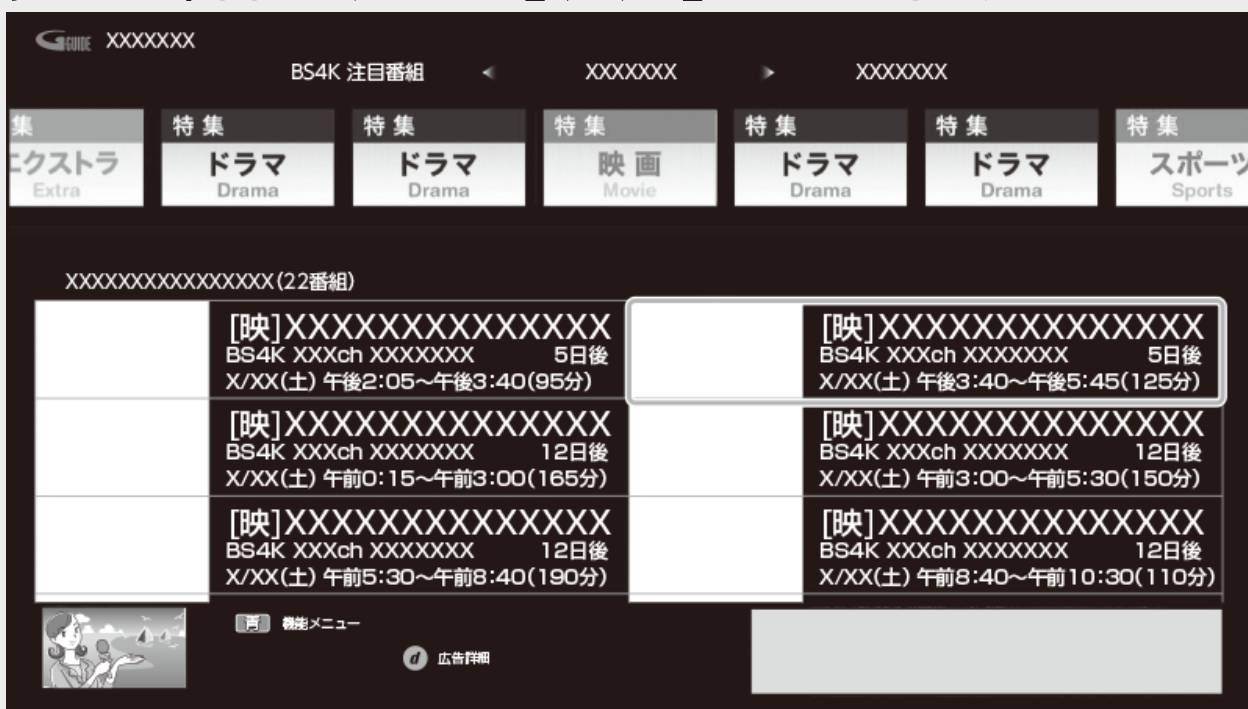 G GUIDE XXXXXXX
BS4K 注目番組 XXXXXXX XXXXXXX
集 特集 特集 特集 特集 特集 特集
エクストラ ドラマ ドラマ 映画 ドラマ ドラマ スポーツ
Extra Drama Drama Movie Drama Drama Sports
XXXXXXXXXXXXXXXX(22番組)
[映]XXXXXXXXXXXXXX
BS4K XXXch XXXXXXX 5日後
X/XX(土) 午後2:05~午後3:40(95分)
[映]XXXXXXXXXXXXXX
BS4K XXXch XXXXXXX 5日後
X/XX(土) 午後3:40~午後5:45(125分)
[映]XXXXXXXXXXXXXX
BS4K XXXch XXXXXXX 12日後
X/XX(土) 午前0:15~午前3:00(165分)
[映]XXXXXXXXXXXXXX
BS4K XXXch XXXXXXX 12日後
X/XX(土) 午前3:00~午前5:30(150分)
[映]XXXXXXXXXXXXXX
BS4K XXXch XXXXXXX 12日後
X/XX(土) 午前5:30~午前8:40(190分)
[映]XXXXXXXXXXXXXX
BS4K XXXch XXXXXXX 12日後
X/XX(土) 午前8:40~午前10:30(110分)
青 機能メニュー
d 広告詳細